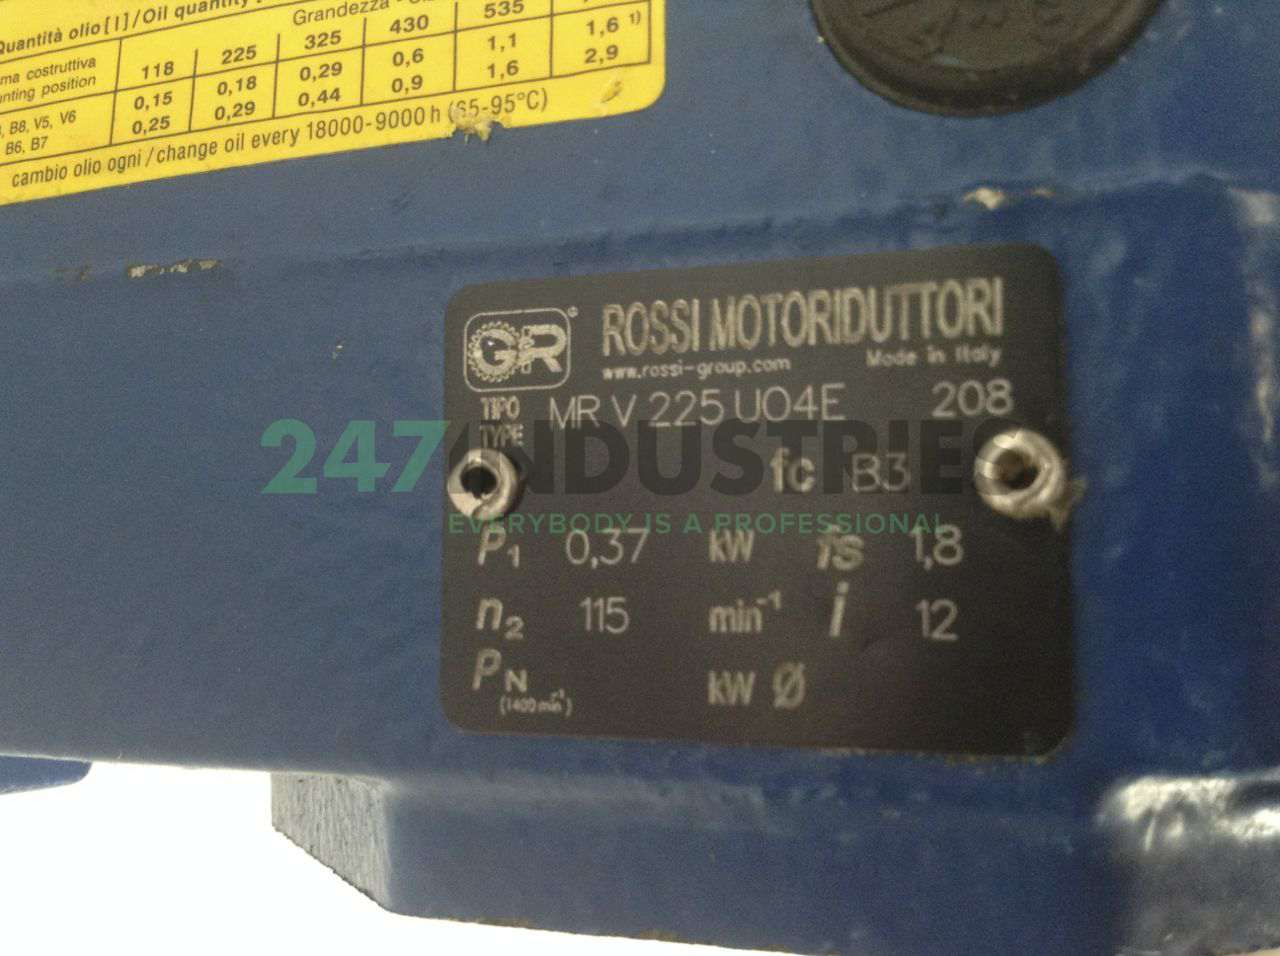 Quantità olio [l] / Oil quantity
Grandezza
118 225 325 430 535
costruttiva
position
0,15 0,18 0,29 0,6 1,1 1,6 1)
B8, V5, V6
0,25 0,29 0,44 0,9 1,6 2,9
B6, B7
cambio olio ogni / change oil every 18000-9000 h (65-95°C)
GR
ROSSI MOTORIDUTTORI
www.rossi-group.com Made in Italy
TIPO
TYPE
MR V 225 UO4E 208
fc B3
247INDUSTRIES
EVERYBODY IS A PROFESSIONAL
P1 0,37 kW fs 1,8
n2 115 min-1 i 12
PN kW Ø
(1400 min-1)